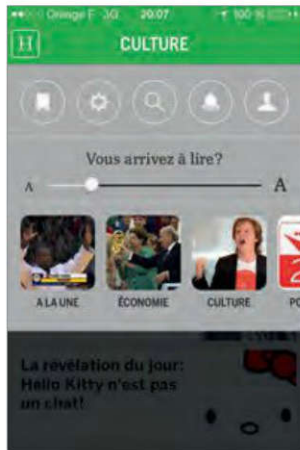 Orange F 3G 20:07 100 %
H CULTURE
Vous arrivez à lire?
A A
A LA UNE ÉCONOMIE CULTURE PO
La révélation du jour:
Hello Kitty n'est pas
un chat!